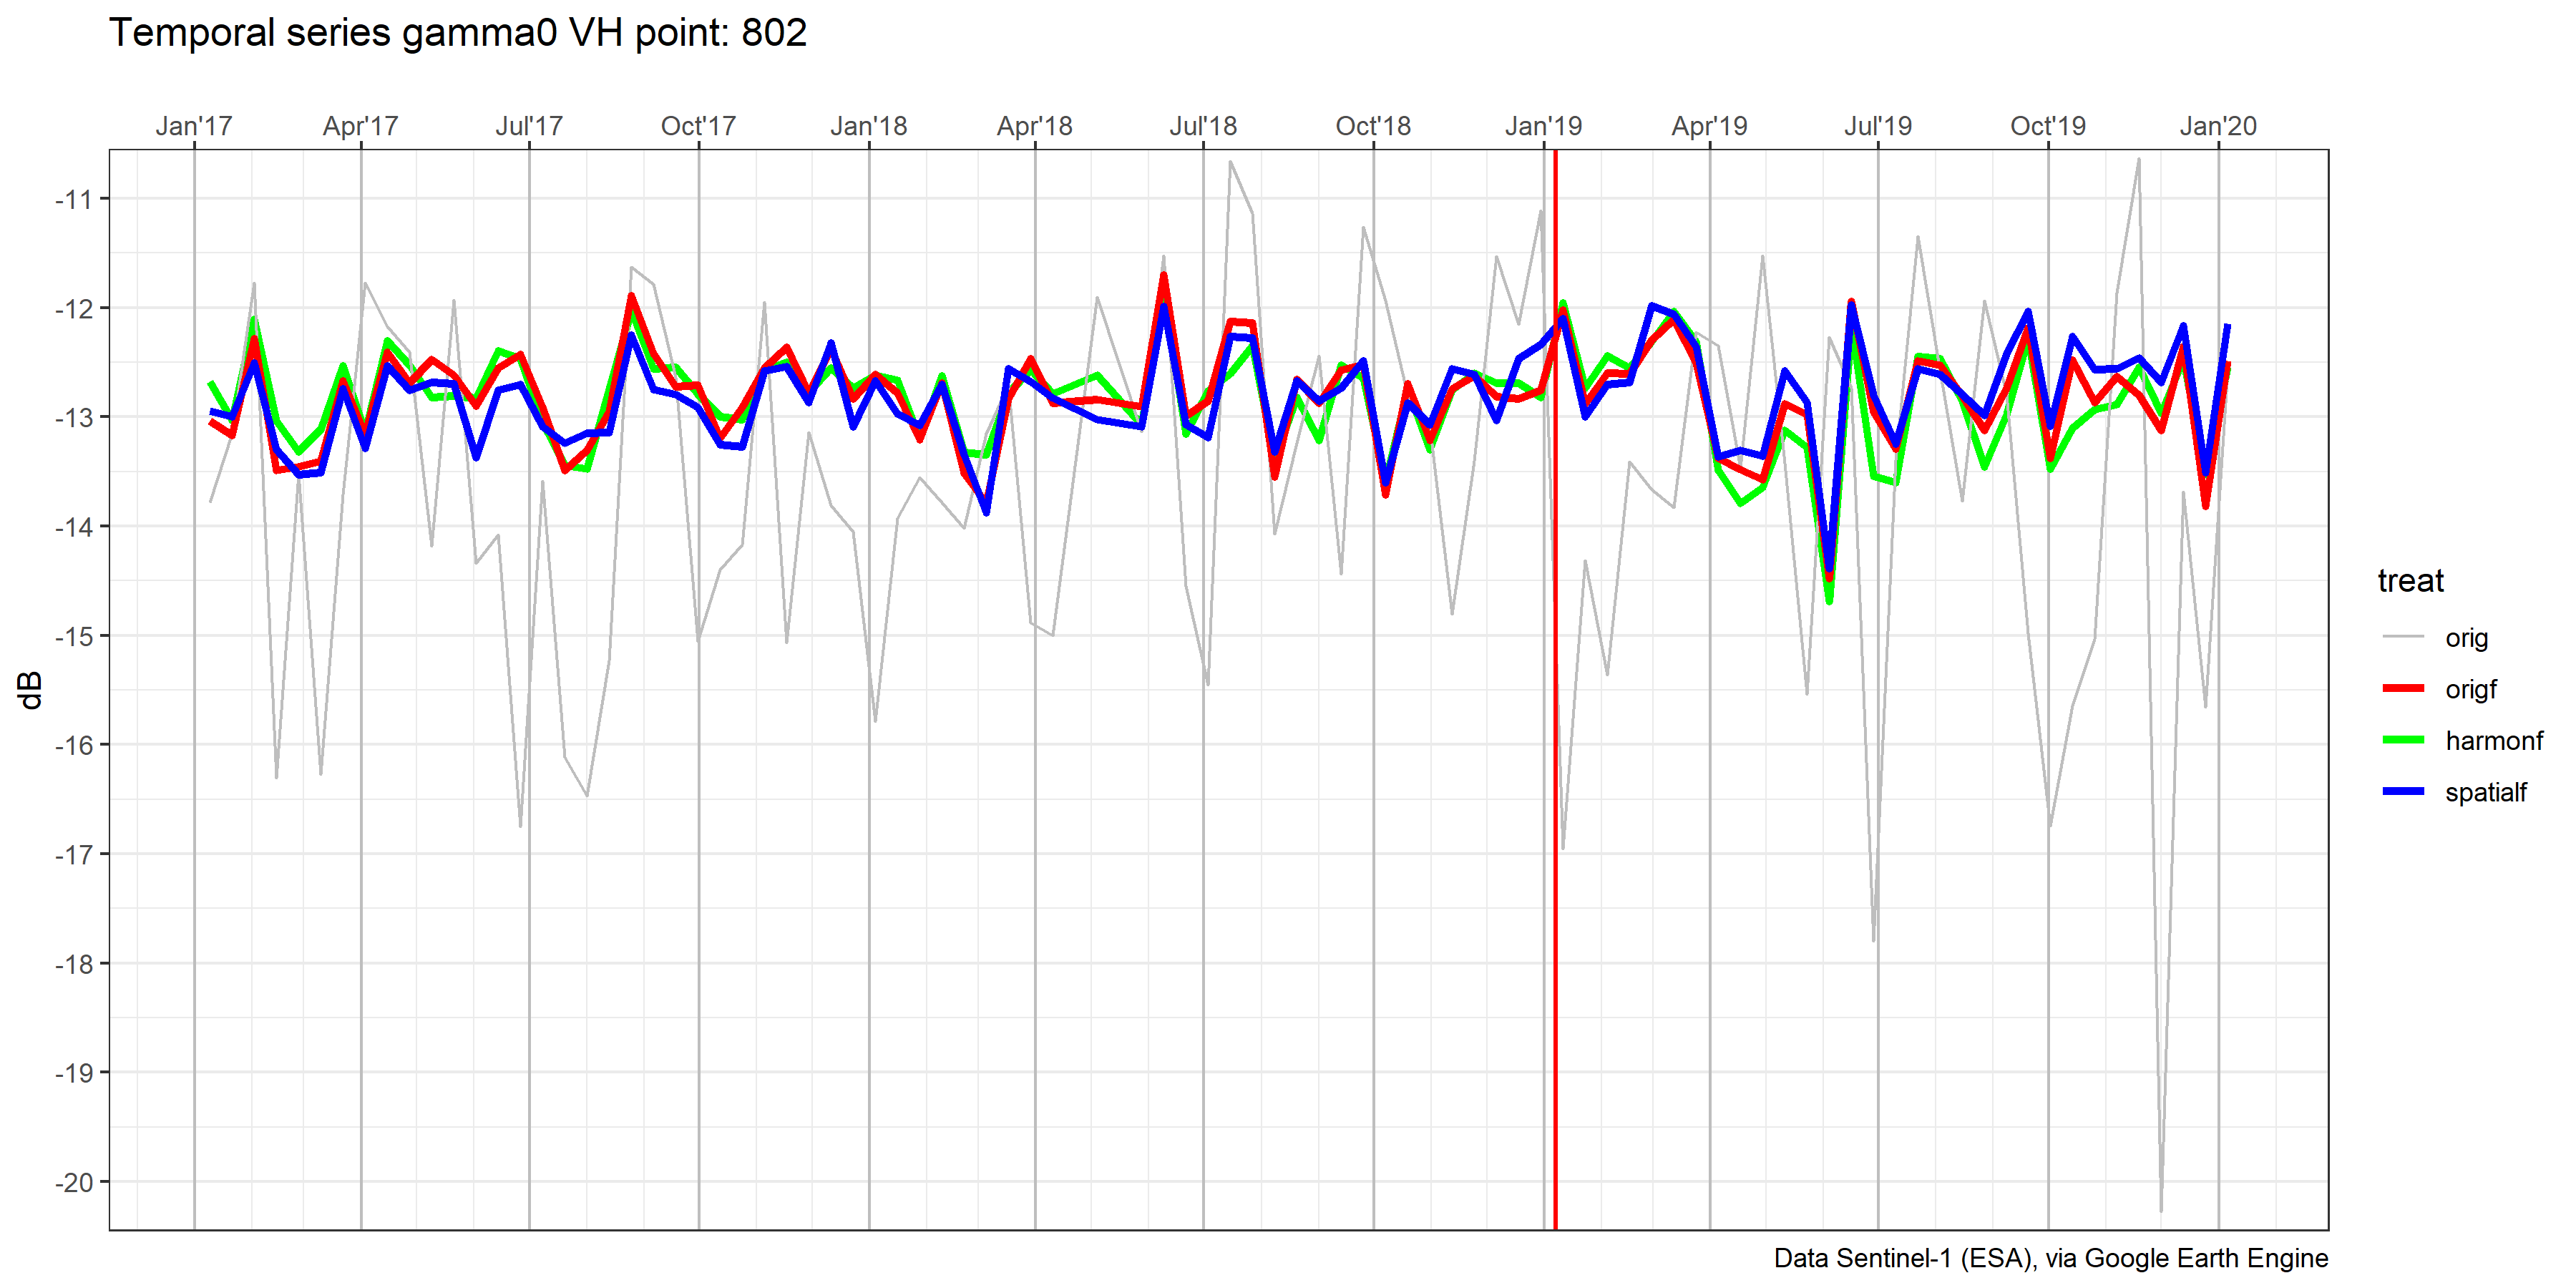 Temporal series gamma0 VH point: 802
Jan'17 Apr'17 Jul'17 Oct'17 Jan'18 Apr'18 Jul'18 Oct'18 Jan'19 Apr'19 Jul'19 Oct'19 Jan'20
-11
-12
-13
-14
-15
-16
-17
-18
-19
-20
dB
treat
orig
origf
harmonf
spatialf
Data Sentinel-1 (ESA), via Google Earth Engine